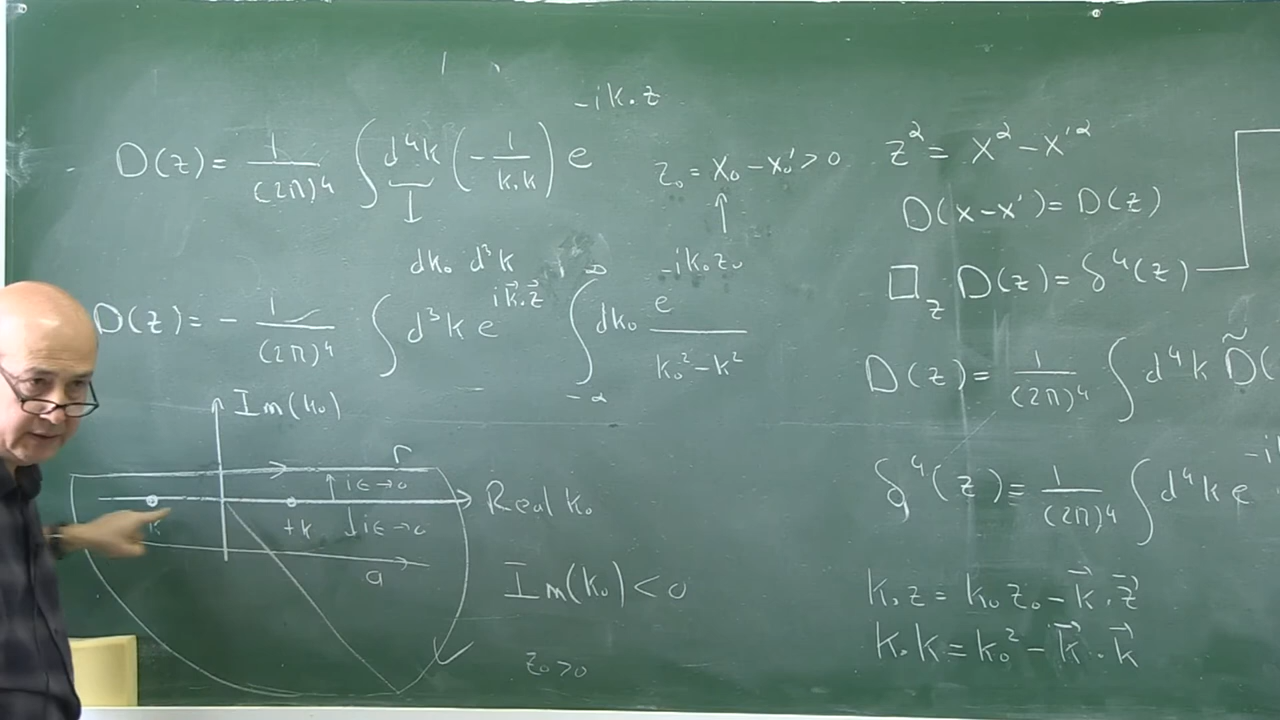 D(z) = 1/(2π)⁴ ∫ d⁴k (-1/k.k) e^{-ik.z}
I
dk₀ d³k
z₀ = x₀ - x₀' > 0
↑
D(z) = - 1/(2π)⁴ ∫ d³k e^{ik⃗.z⃗} ∫_{-∞}^{∞} dk₀ e^{-ik₀z₀}/(k₀² - k²)
Im(k₀)
r
iε→0
Real k₀
k
+k
iε→0
a
Im(k₀) < 0
z₀ > 0
z² = x² - x'²
D(x-x') = D(z)
□_z D(z) = δ⁴(z)
D(z) = 1/(2π)⁴ ∫ d⁴k D̃(
δ⁴(z) = 1/(2π)⁴ ∫ d⁴k e^{-i
k.z = k₀z₀ - k⃗.z⃗
k.k = k₀² - k⃗.k⃗